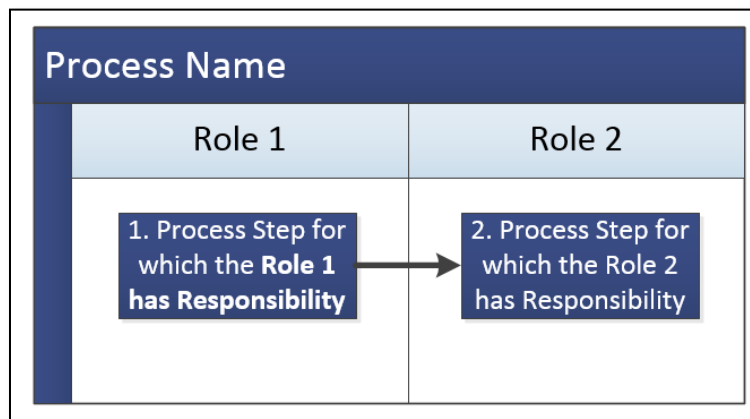 Process Name
Role 1
Role 2
1. Process Step for
which the Role 1
has Responsibility
2. Process Step for
which the Role 2
has Responsibility